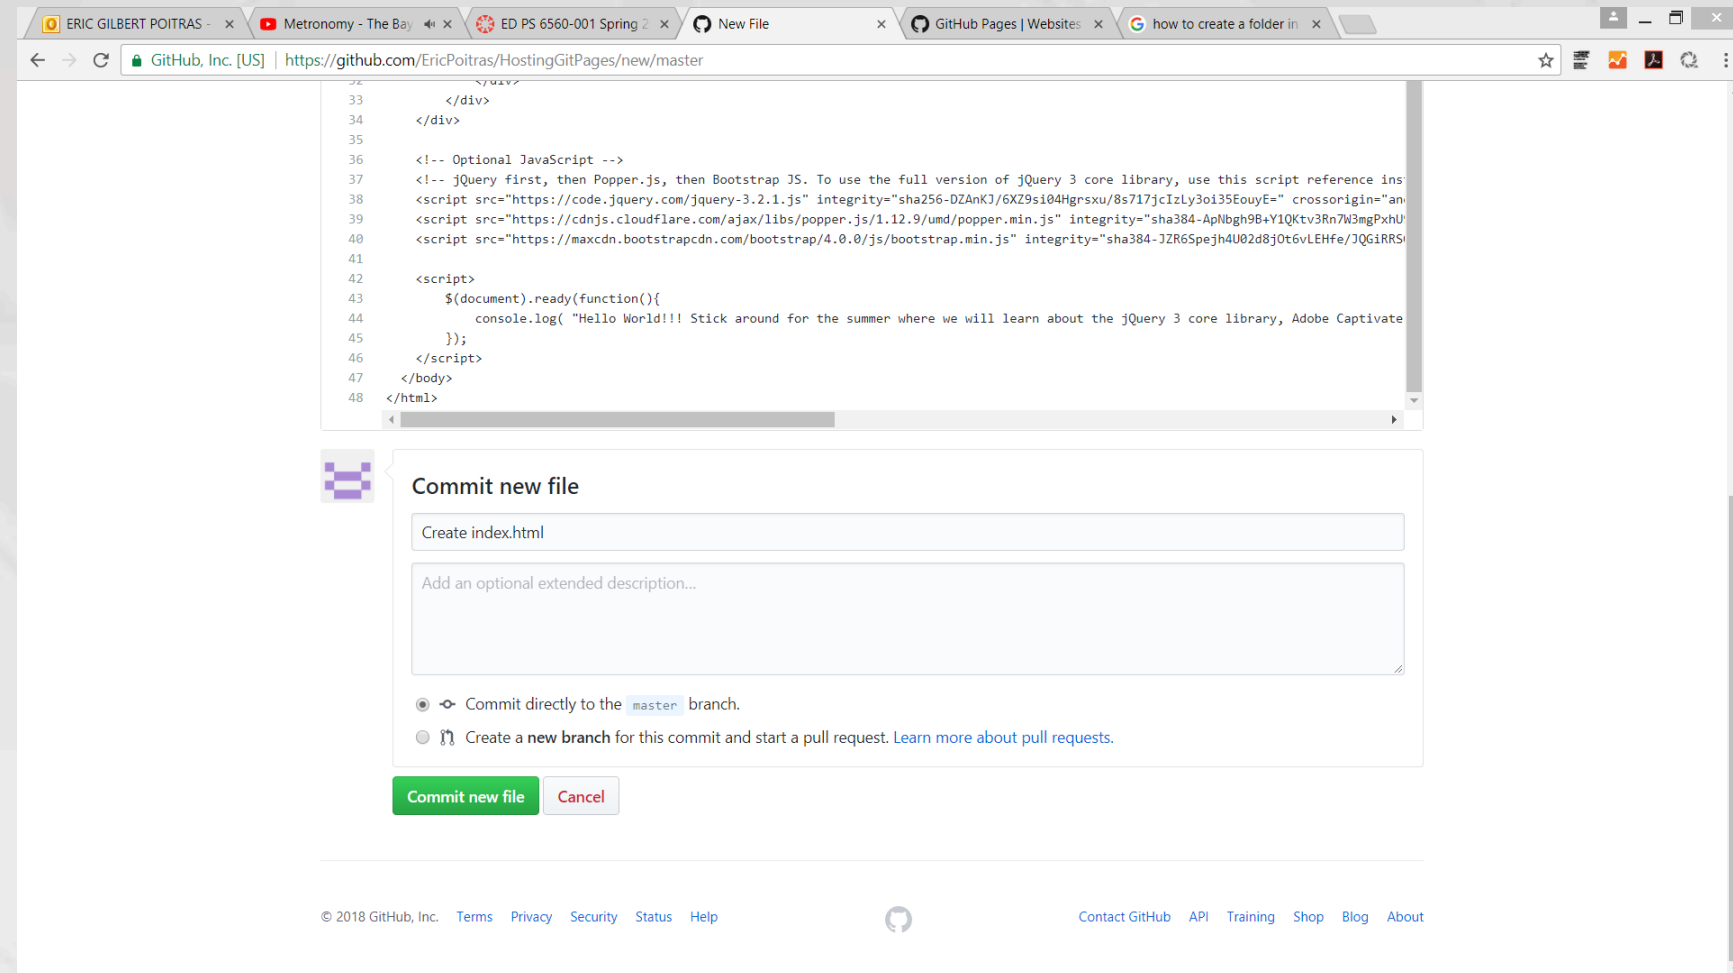 ERIC GILBERT POITRAS -
Metronomy - The Bay
ED PS 6560-001 Spring 2
New File
GitHub Pages | Websites
how to create a folder in
GitHub, Inc. [US]
https://github.com/EricPoitras/HostingGitPages/new/master
32 </div>
33 </div>
34 </div>
35
36 <!-- Optional JavaScript -->
37 <!-- jQuery first, then Popper.js, then Bootstrap JS. To use the full version of jQuery 3 core library, use this script reference ins
38 <script src="https://code.jquery.com/jquery-3.2.1.js" integrity="sha256-DZAnKJ/6XZ9si04Hgrsxu/8s717jcIzLy3oi35EouyE=" crossorigin="an
39 <script src="https://cdnjs.cloudflare.com/ajax/libs/popper.js/1.12.9/umd/popper.min.js" integrity="sha384-ApNbgh9B+Y1QKtv3Rn7W3mgPxhU
40 <script src="https://maxcdn.bootstrapcdn.com/bootstrap/4.0.0/js/bootstrap.min.js" integrity="sha384-JZR6Spejh4U02d8jOt6vLEHfe/JQGiRRS
41
42 <script>
43 $(document).ready(function(){
44 console.log( "Hello World!!! Stick around for the summer where we will learn about the jQuery 3 core library, Adobe Captivate
45 });
46 </script>
47 </body>
48 </html>
Commit new file
Create index.html
Add an optional extended description...
Commit directly to the master branch.
Create a new branch for this commit and start a pull request. Learn more about pull requests.
Commit new file
Cancel
© 2018 GitHub, Inc. Terms Privacy Security Status Help
Contact GitHub API Training Shop Blog About